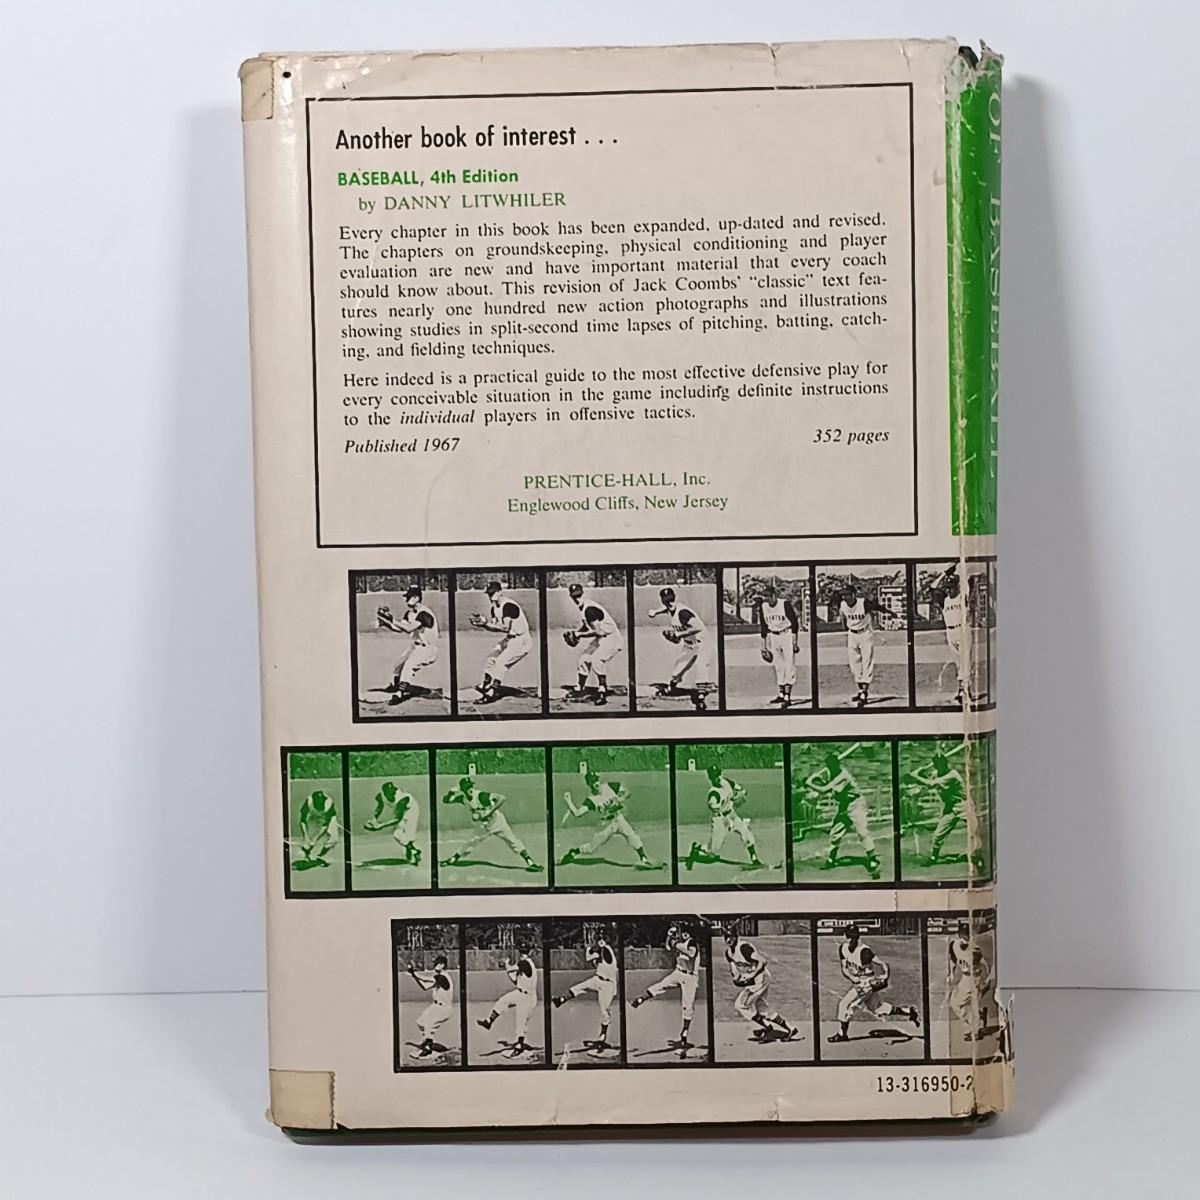 Another book of interest . . .
BASEBALL, 4th Edition
by DANNY LITWHILER
Every chapter in this book has been expanded, up-dated and revised.
The chapters on groundskeeping, physical conditioning and player
evaluation are new and have important material that every coach
should know about. This revision of Jack Coombs' "classic" text fea-
tures nearly one hundred new action photographs and illustrations
showing studies in split-second time lapses of pitching, batting, catch-
ing, and fielding techniques.
Here indeed is a practical guide to the most effective defensive play for
every conceivable situation in the game including definite instructions
to the individual players in offensive tactics.
Published 1967
352 pages
PRENTICE-HALL, Inc.
Englewood Cliffs, New Jersey
OF BASEBALL
13-316950-2